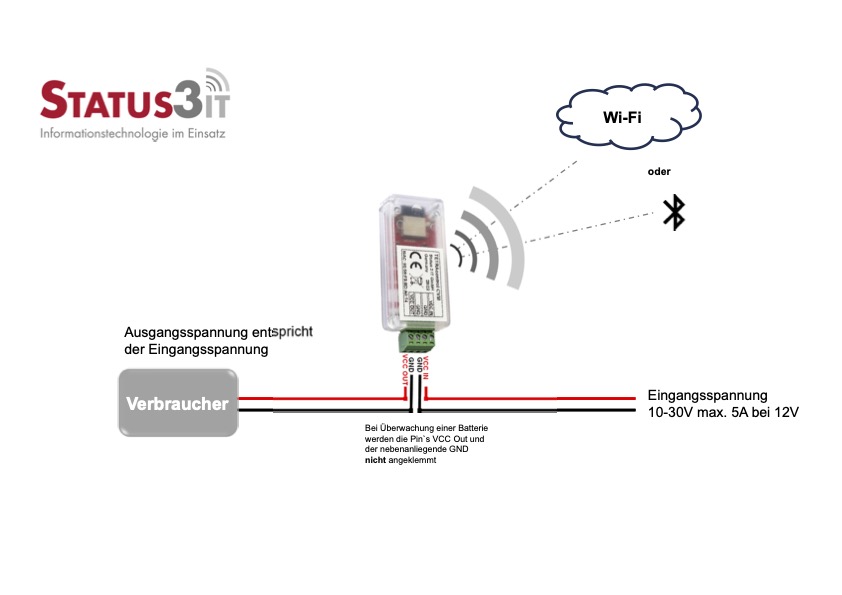 STATUS3IT
Informationstechnologie im Einsatz
Wi-Fi
oder
Ausgangsspannung entspricht
der Eingangsspannung
VCC OUT
GND
GND
VCC IN
Verbraucher
Eingangsspannung
10-30V max. 5A bei 12V
Bei Überwachung einer Batterie
werden die Pin`s VCC Out und
der nebenanliegende GND
nicht angeklemmt